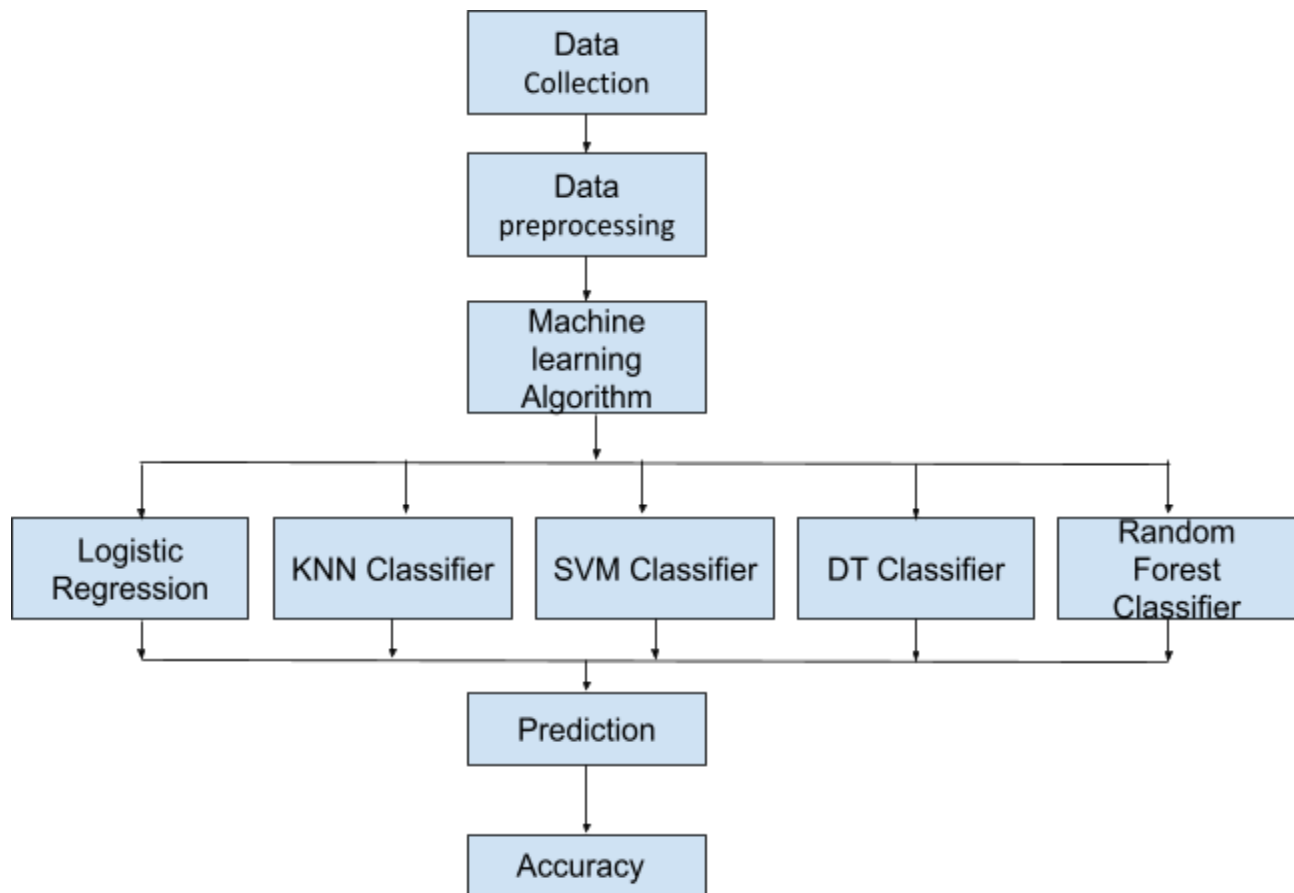 Data
Collection
Data
preprocessing
Machine
learning
Algorithm
Logistic
Regression
KNN Classifier
SVM Classifier
DT Classifier
Random
Forest
Classifier
Prediction
Accuracy